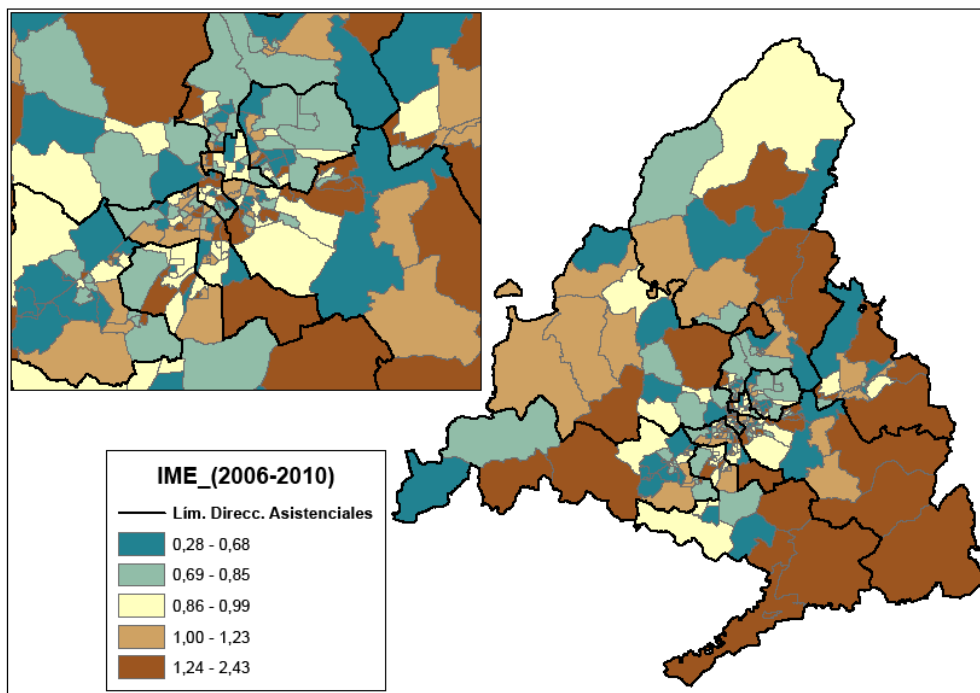 IME_(2006-2010)
Lím. Direcc. Asistenciales
0,28 - 0,68
0,69 - 0,85
0,86 - 0,99
1,00 - 1,23
1,24 - 2,43